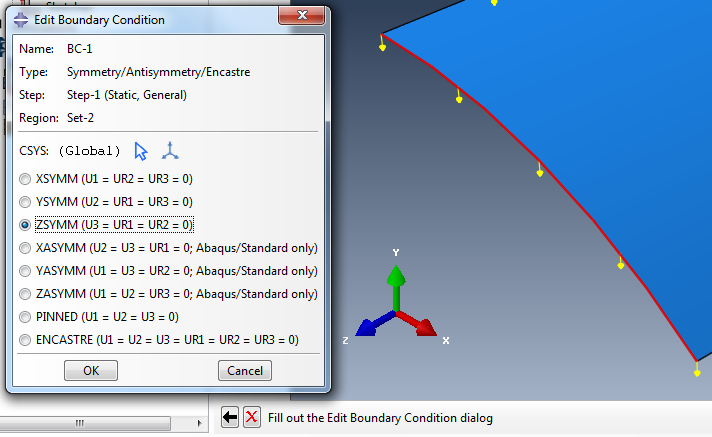 Edit Boundary Condition
Name: BC-1
Type: Symmetry/Antisymmetry/Encastre
Step: Step-1 (Static, General)
Region: Set-2
CSYS: (Global)
XSYMM (U1 = UR2 = UR3 = 0)
YSYMM (U2 = UR1 = UR3 = 0)
ZSYMM (U3 = UR1 = UR2 = 0)
XASYMM (U2 = U3 = UR1 = 0; Abaqus/Standard only)
YASYMM (U1 = U3 = UR2 = 0; Abaqus/Standard only)
ZASYMM (U1 = U2 = UR3 = 0; Abaqus/Standard only)
PINNED (U1 = U2 = U3 = 0)
ENCASTRE (U1 = U2 = U3 = UR1 = UR2 = UR3 = 0)
OK Cancel
Y
Z X
Fill out the Edit Boundary Condition dialog